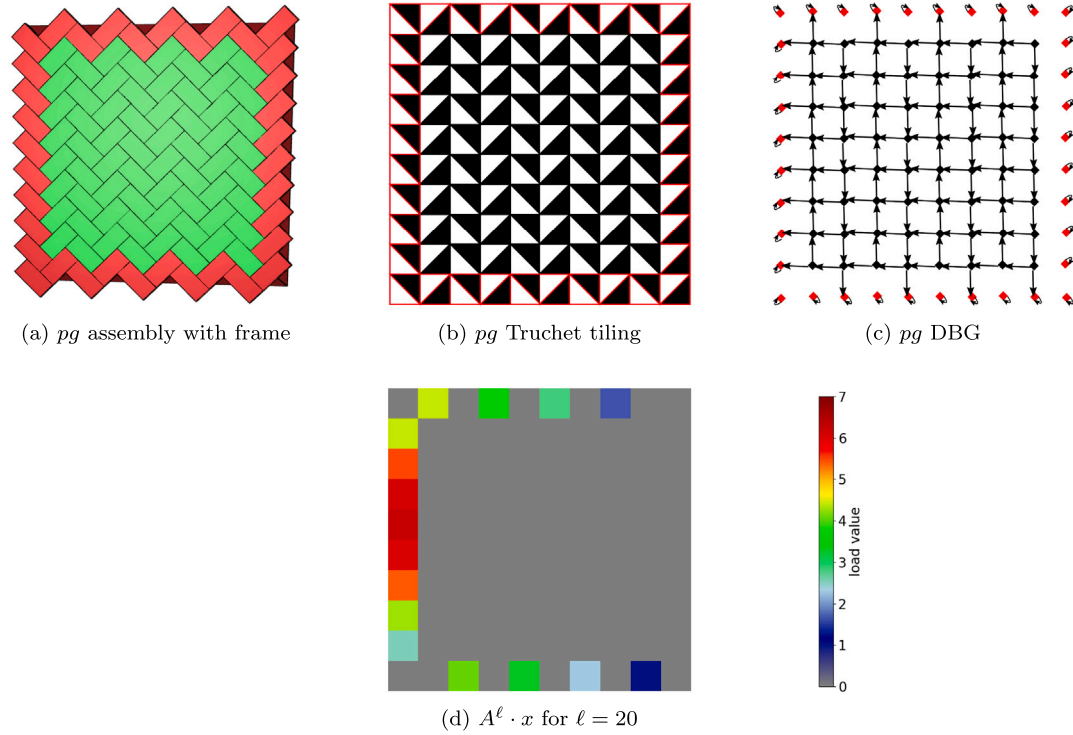 (a) pg assembly with frame
(b) pg Truchet tiling
(c) pg DBG
7
6
5
4
3
2
1
0
load value
(d) A^ℓ · x for ℓ = 20